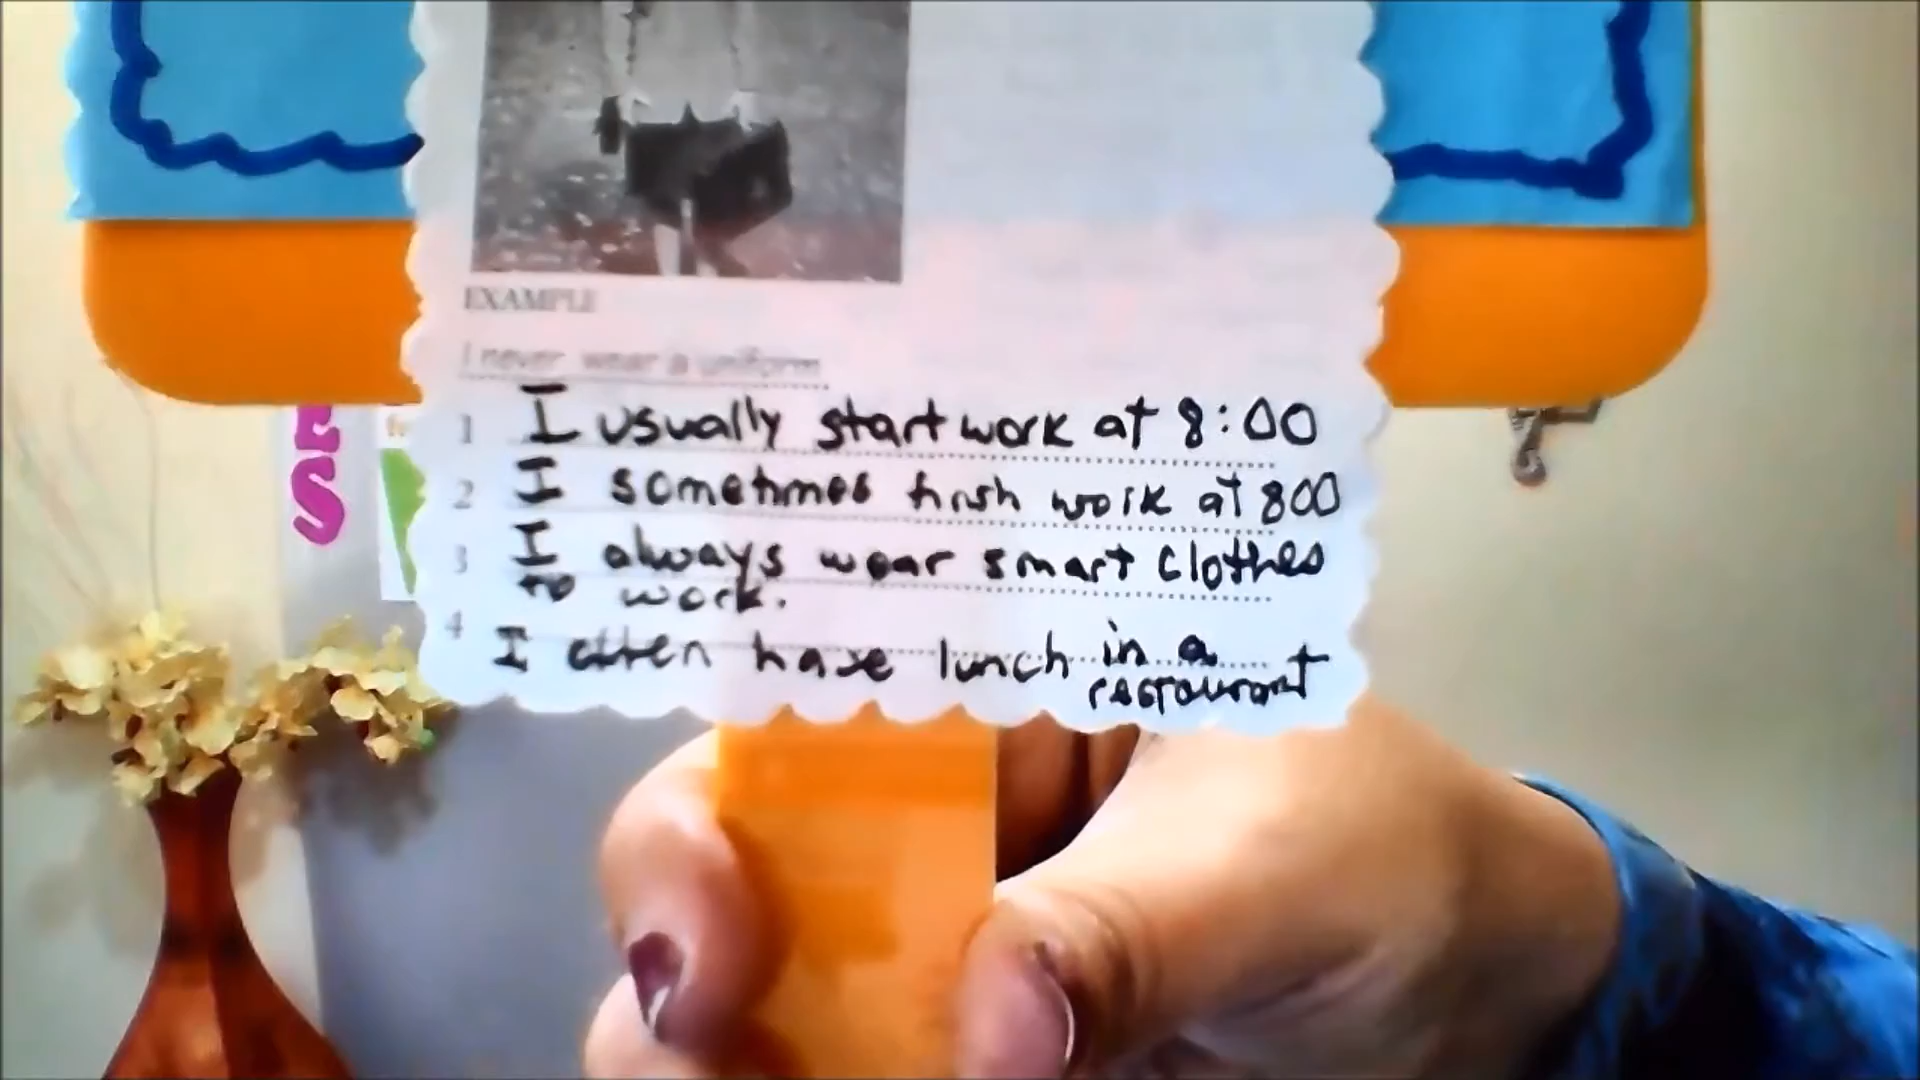 EXAMPLE
I never wear a uniform
1 I usually start work at 8:00
2 I sometimes finish work at 800
3 I always wear smart clothes
to work.
4 I often have lunch in a
restaurant
S